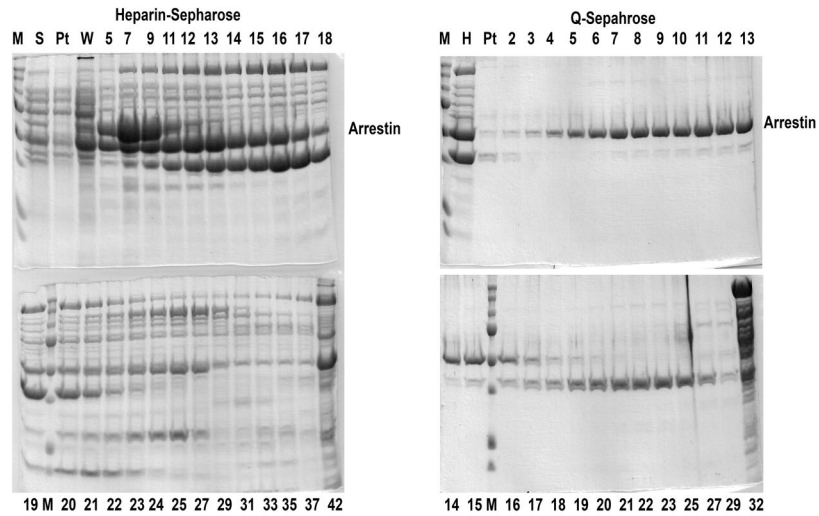 Heparin-Sepharose
M S Pt W 5 7 9 11 12 13 14 15 16 17 18
Arrestin
19 M 20 21 22 23 24 25 27 29 31 33 35 37 42
Q-Sepahrose
M H Pt 2 3 4 5 6 7 8 9 10 11 12 13
Arrestin
14 15 M 16 17 18 19 20 21 22 23 25 27 29 32